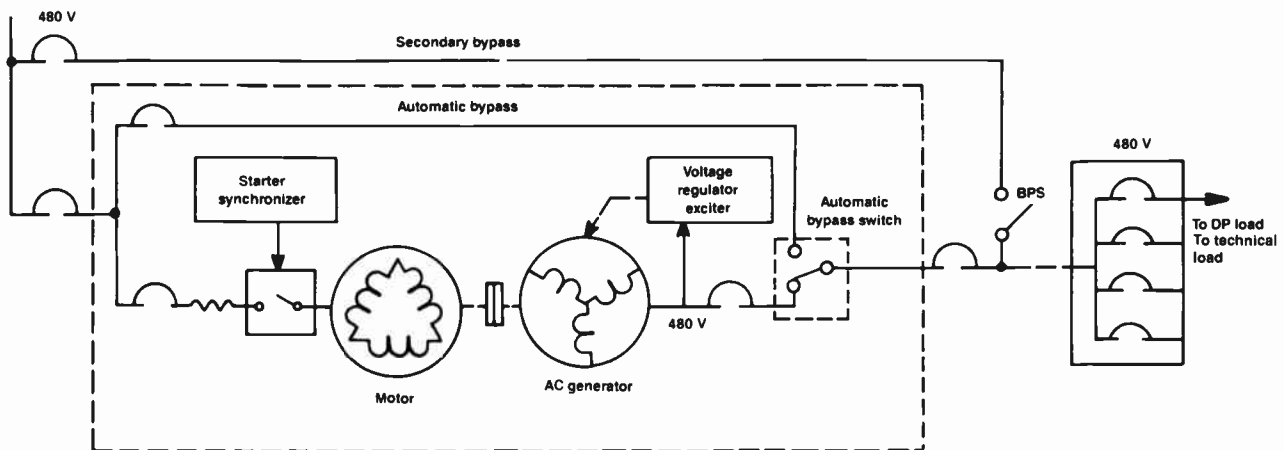 480 V
Secondary bypass
Automatic bypass
480 V
Starter
synchronizer
Voltage
regulator
exciter
Automatic
bypass switch
BPS
To DP load
To technical
load
480 V
AC generator
Motor